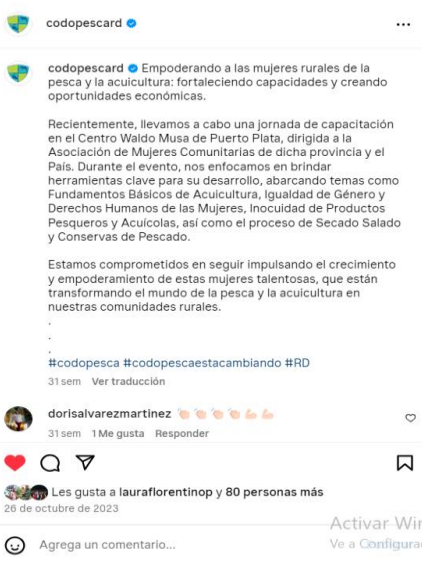 codopescard
codopescard Empoderando a las mujeres rurales de la
pesca y la acuicultura: fortaleciendo capacidades y creando
oportunidades económicas.
Recientemente, llevamos a cabo una jornada de capacitación
en el Centro Waldo Musa de Puerto Plata, dirigida a la
Asociación de Mujeres Comunitarias de dicha provincia y el
País. Durante el evento, nos enfocamos en brindar
herramientas clave para su desarrollo, abarcando temas como
Fundamentos Básicos de Acuicultura, Igualdad de Género y
Derechos Humanos de las Mujeres, Inocuidad de Productos
Pesqueros y Acuícolas, así como el proceso de Secado Salado
y Conservas de Pescado.
Estamos comprometidos en seguir impulsando el crecimiento
y empoderamiento de estas mujeres talentosas, que están
transformando el mundo de la pesca y la acuicultura en
nuestras comunidades rurales.
.
.
.
#codopesca #codopescaestacambiando #RD
31 sem Ver traducción
dorisalvarezmartinez 👏🏻👏🏻👏🏻👏🏻💪🏻💪🏻
31 sem 1 Me gusta Responder
Les gusta a lauraflorentinop y 80 personas más
26 de octubre de 2023
Activar Win
Agrega un comentario...
Ve a